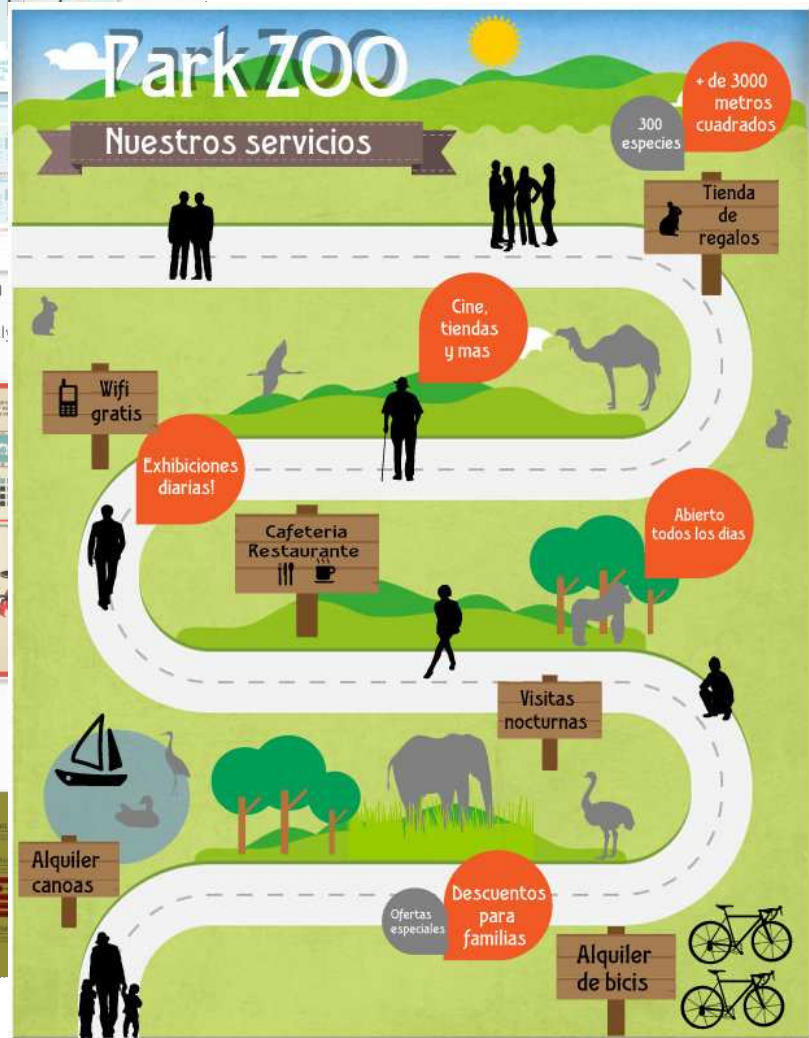 Park ZOO
Nuestros servicios
+ de 3000
metros
cuadrados
300
especies
Tienda
de
regalos
Cine,
tiendas
y mas
Wifi
gratis
Exhibiciones
diarias!
Cafeteria
Restaurante
Abierto
todos los dias
Visitas
nocturnas
Alquiler
canoas
Ofertas
especiales
Descuentos
para
familias
Alquiler
de bicis